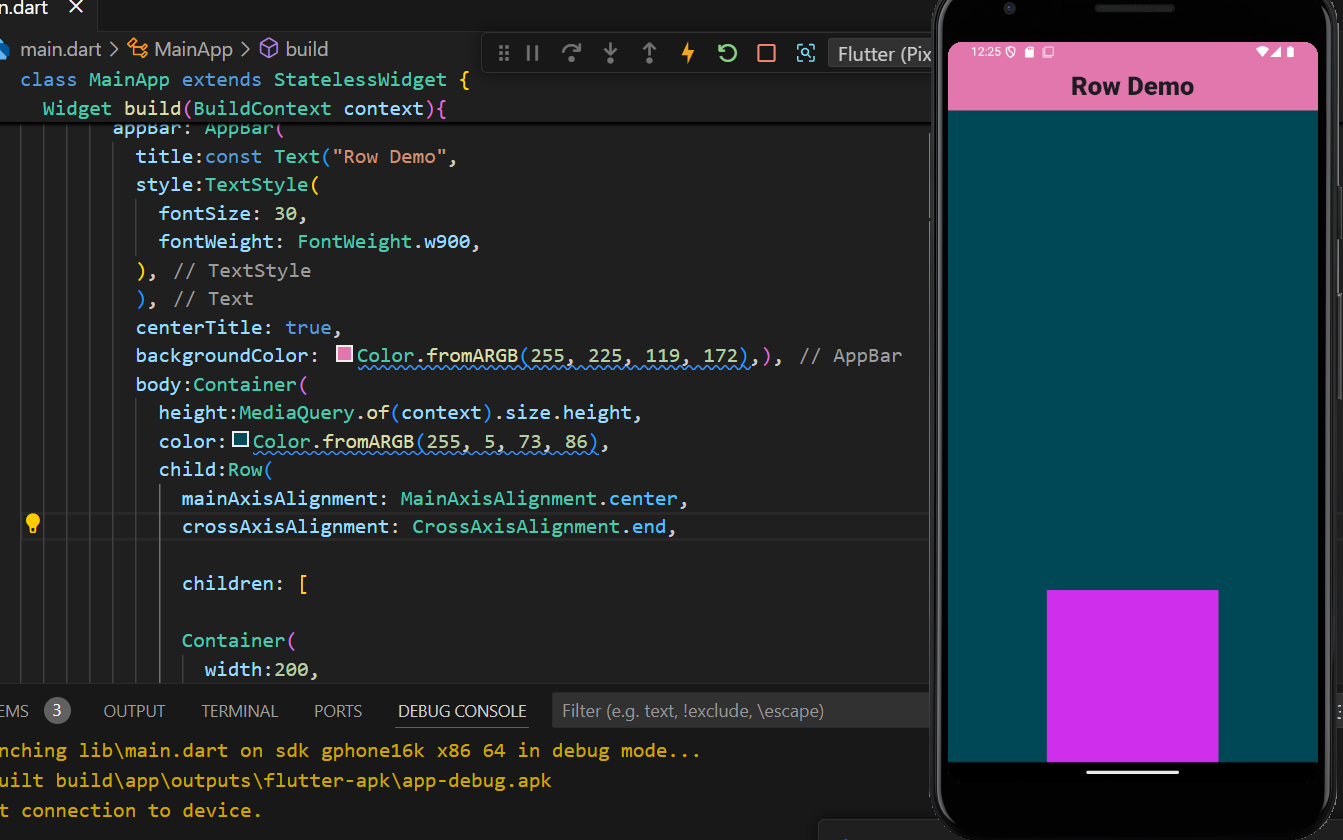 n.dart
main.dart > MainApp > build
Flutter (Pix
class MainApp extends StatelessWidget {
Widget build(BuildContext context){
appBar: AppBar(
title:const Text("Row Demo",
style:TextStyle(
fontSize: 30,
fontWeight: FontWeight.w900,
), // TextStyle
), // Text
centerTitle: true,
backgroundColor: Color.fromARGB(255, 225, 119, 172),), // AppBar
body:Container(
height:MediaQuery.of(context).size.height,
color: Color.fromARGB(255, 5, 73, 86),
child:Row(
mainAxisAlignment: MainAxisAlignment.center,
crossAxisAlignment: CrossAxisAlignment.end,
children: [
Container(
width:200,
EMS 3 OUTPUT TERMINAL PORTS DEBUG CONSOLE Filter (e.g. text, !exclude, \escape)
nching lib\main.dart on sdk gphone16k x86 64 in debug mode...
uilt build\app\outputs\flutter-apk\app-debug.apk
t connection to device.
12:25
Row Demo